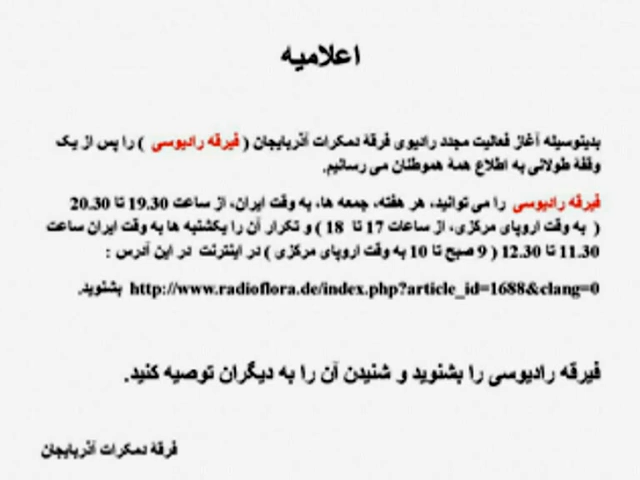 اعلامیه
بدینوسیله آغاز فعالیت مجدد رادیوی فرقهٔ دمکرات آذربایجان ( فیرقه رادیوسی ) را پس از یک
وقفهٔ طولانی به اطلاع همهٔ هموطنان می رسانیم.
فیرقه رادیوسی را می توانید، هر هفته، جمعه ها، به وقت ایران، از ساعت 19.30 تا 20.30
( به وقت اروپای مرکزی، از ساعات 17 تا 18 ) و تکرار آن را یکشنبه ها به وقت ایران ساعت
11.30 تا 12.30 ( 9 صبح تا 10 به وقت اروپای مرکزی ) در اینترنت در این آدرس :
http://www.radioflora.de/index.php?article_id=1688&clang=0 بشنوید.
فیرقه رادیوسی را بشنوید و شنیدن آن را به دیگران توصیه کنید.
فرقهٔ دمکرات آذربایجان